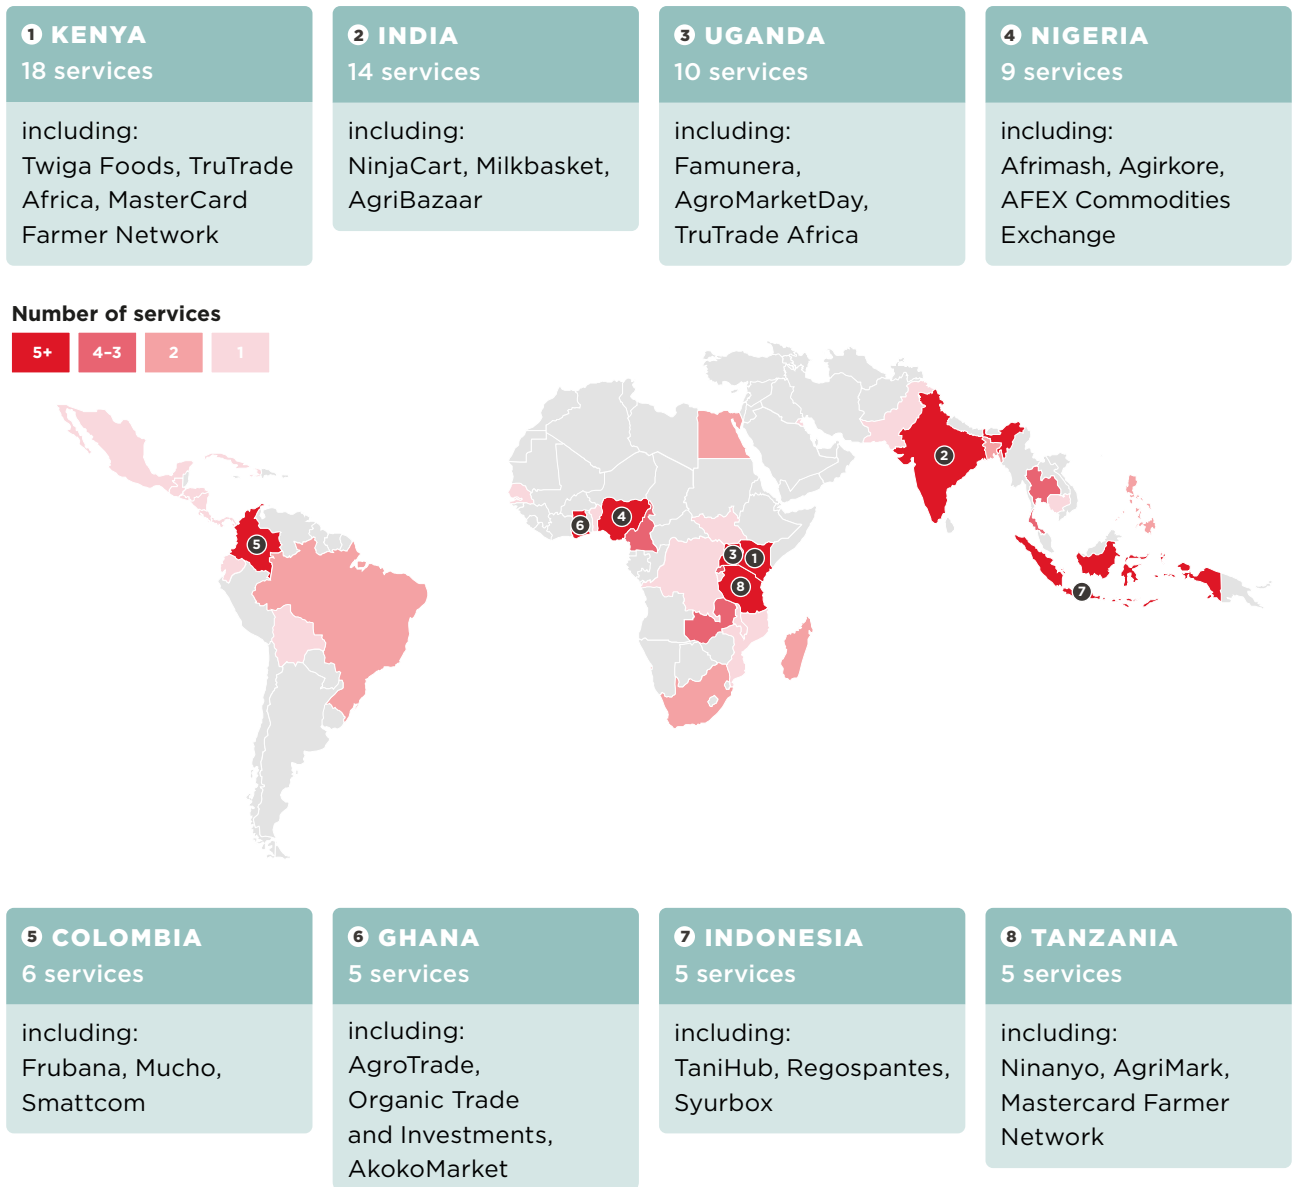 1 KENYA
18 services
including:
Twiga Foods, TruTrade
Africa, MasterCard
Farmer Network
2 INDIA
14 services
including:
NinjaCart, Milkbasket,
AgriBazaar
3 UGANDA
10 services
including:
Famunera,
AgroMarketDay,
TruTrade Africa
4 NIGERIA
9 services
including:
Afrimash, Agirkore,
AFEX Commodities
Exchange
Number of services
5+ 4–3 2 1
2
4
6
5
3 1
8
7
5 COLOMBIA
6 services
including:
Frubana, Mucho,
Smattcom
6 GHANA
5 services
including:
AgroTrade,
Organic Trade
and Investments,
AkokoMarket
7 INDONESIA
5 services
including:
TaniHub, Regospantes,
Syurbox
8 TANZANIA
5 services
including:
Ninanyo, AgriMark,
Mastercard Farmer
Network